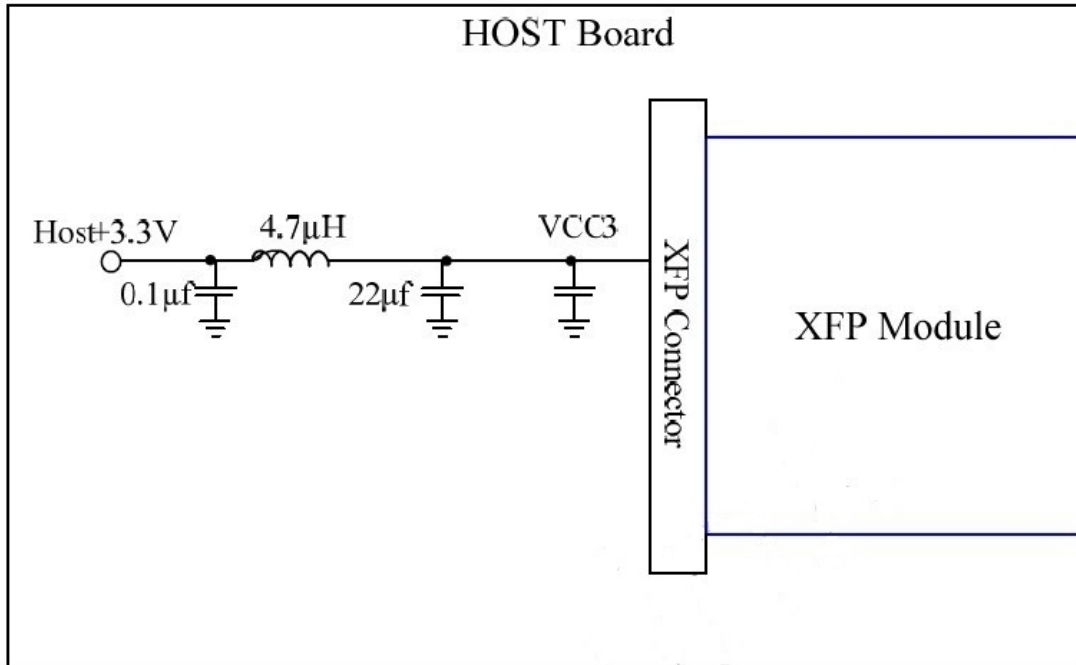 HOST Board
Host+3.3V
4.7μH
VCC3
0.1μf
22μf
XFP Connector
XFP Module